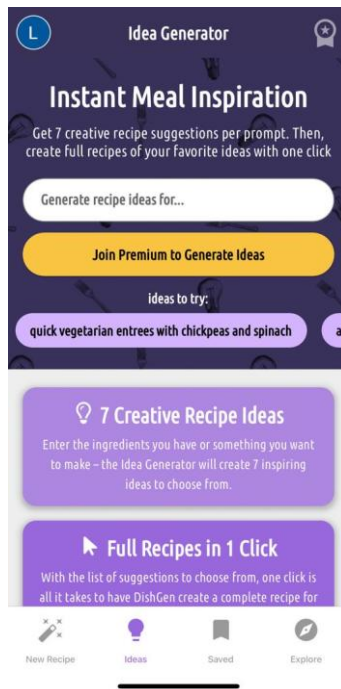 L
Idea Generator
Instant Meal Inspiration
Get 7 creative recipe suggestions per prompt. Then,
create full recipes of your favorite ideas with one click
Generate recipe ideas for...
Join Premium to Generate Ideas
ideas to try:
quick vegetarian entrees with chickpeas and spinach
a
7 Creative Recipe Ideas
Enter the ingredients you have or something you want
to make – the Idea Generator will create 7 inspiring
ideas to choose from.
Full Recipes in 1 Click
With the list of suggestions to choose from, one click is
all it takes to have DishGen create a complete recipe for
New Recipe
Ideas
Saved
Explore